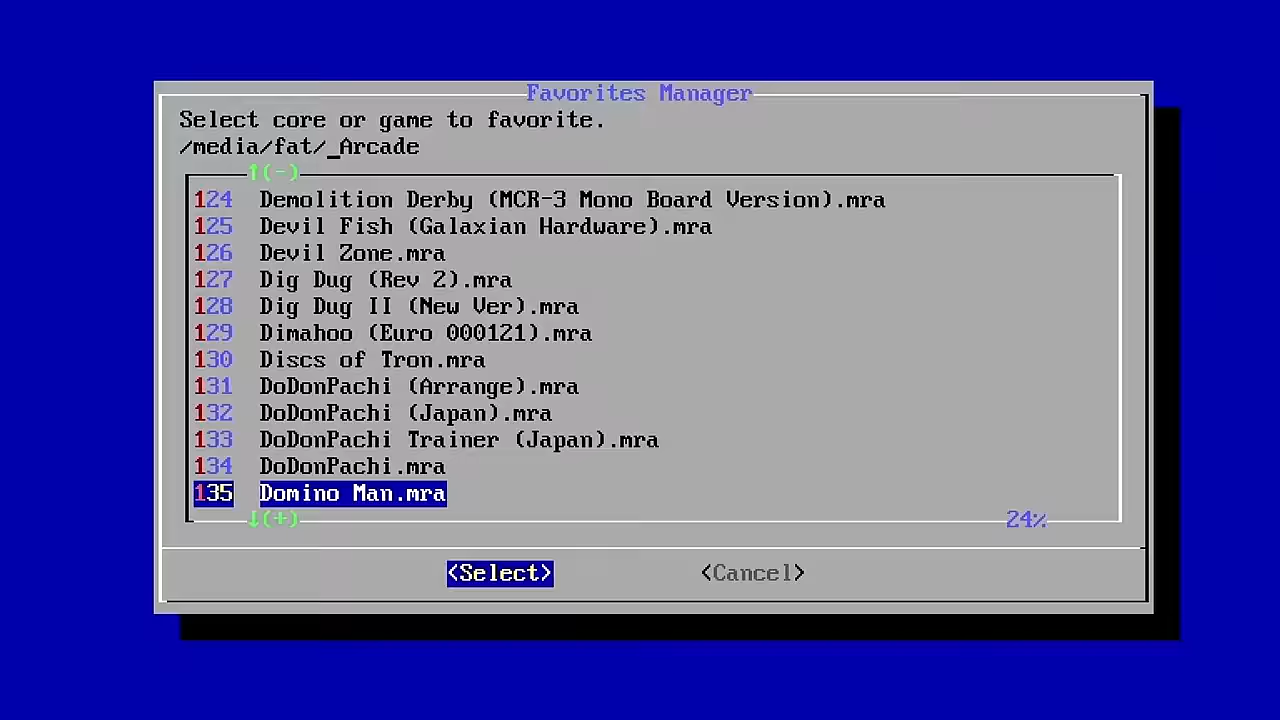 Favorites Manager
Select core or game to favorite.
/media/fat/_Arcade
↑(-)
124 Demolition Derby (MCR-3 Mono Board Version).mra
125 Devil Fish (Galaxian Hardware).mra
126 Devil Zone.mra
127 Dig Dug (Rev 2).mra
128 Dig Dug II (New Ver).mra
129 Dimahoo (Euro 000121).mra
130 Discs of Tron.mra
131 DoDonPachi (Arrange).mra
132 DoDonPachi (Japan).mra
133 DoDonPachi Trainer (Japan).mra
134 DoDonPachi.mra
135 Domino Man.mra
↓(+) 24%
<Select> <Cancel>